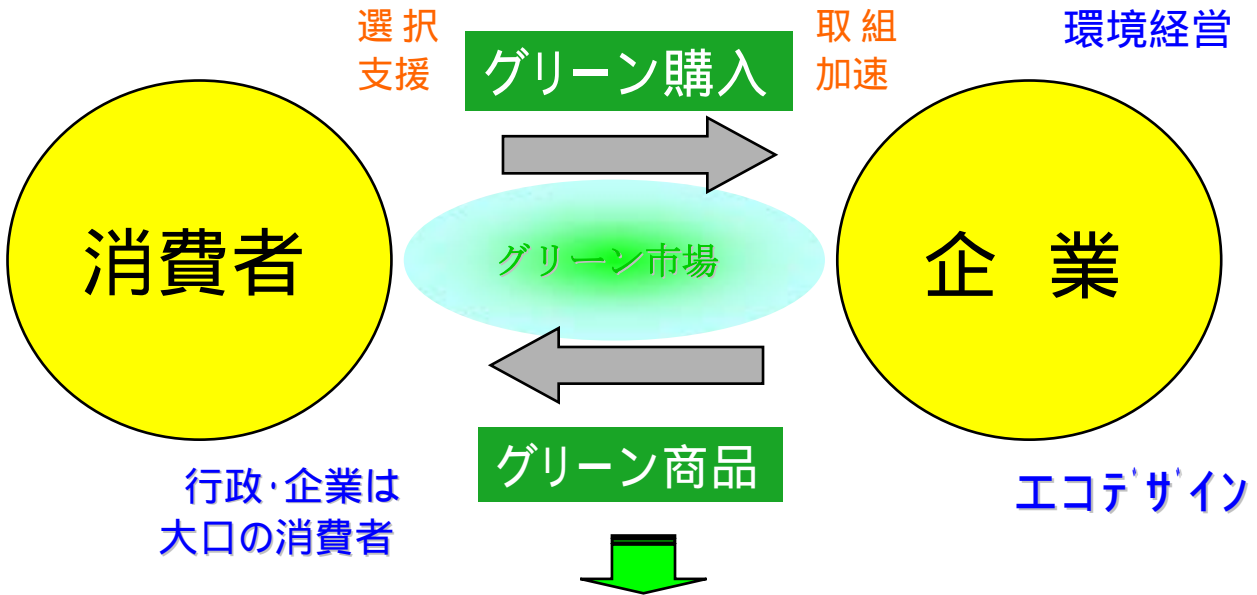 選択
支援
グリーン購入
取組
加速
環境経営
消費者
グリーン市場
企業
グリーン商品
行政・企業は
大口の消費者
エコデザイン